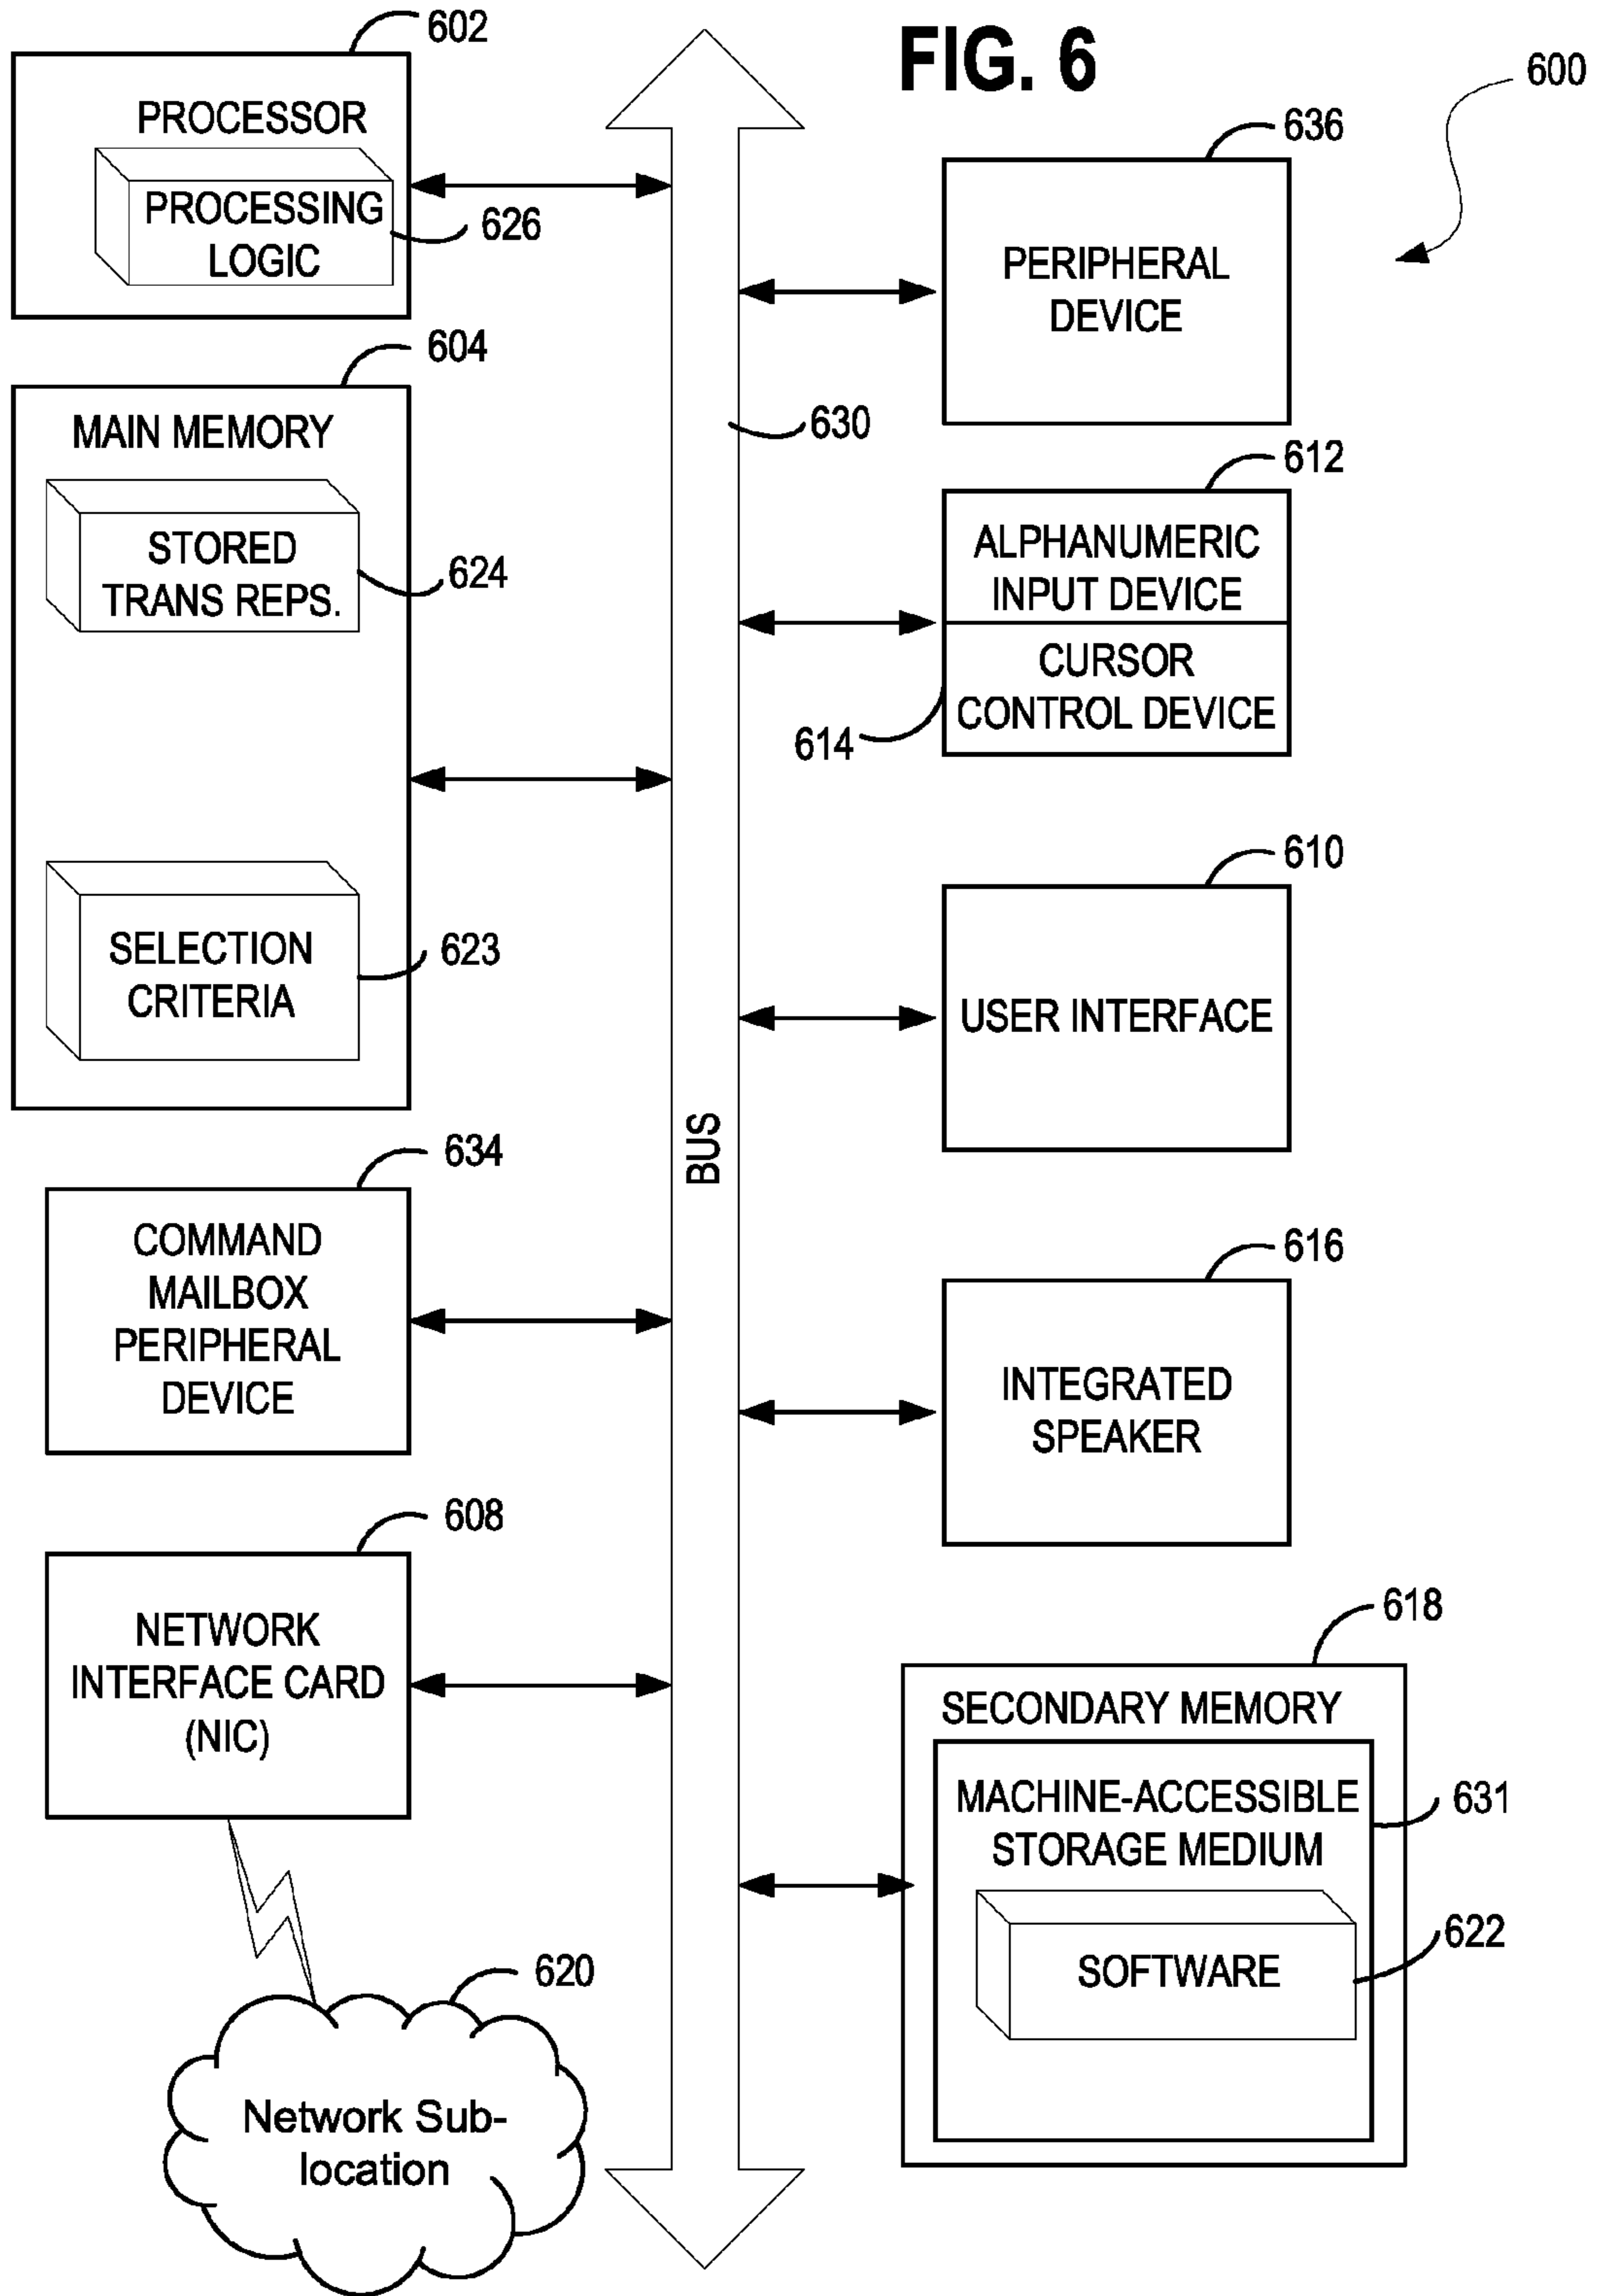 FIG. 6
600
602
PROCESSOR
PROCESSING
LOGIC
626
604
MAIN MEMORY
STORED
TRANS REPS.
624
SELECTION
CRITERIA
623
634
COMMAND
MAILBOX
PERIPHERAL
DEVICE
608
NETWORK
INTERFACE CARD
(NIC)
620
Network Sub-
location
BUS
630
636
PERIPHERAL
DEVICE
612
ALPHANUMERIC
INPUT DEVICE
CURSOR
CONTROL DEVICE
614
610
USER INTERFACE
616
INTEGRATED
SPEAKER
618
SECONDARY MEMORY
MACHINE-ACCESSIBLE
STORAGE MEDIUM
631
SOFTWARE
622